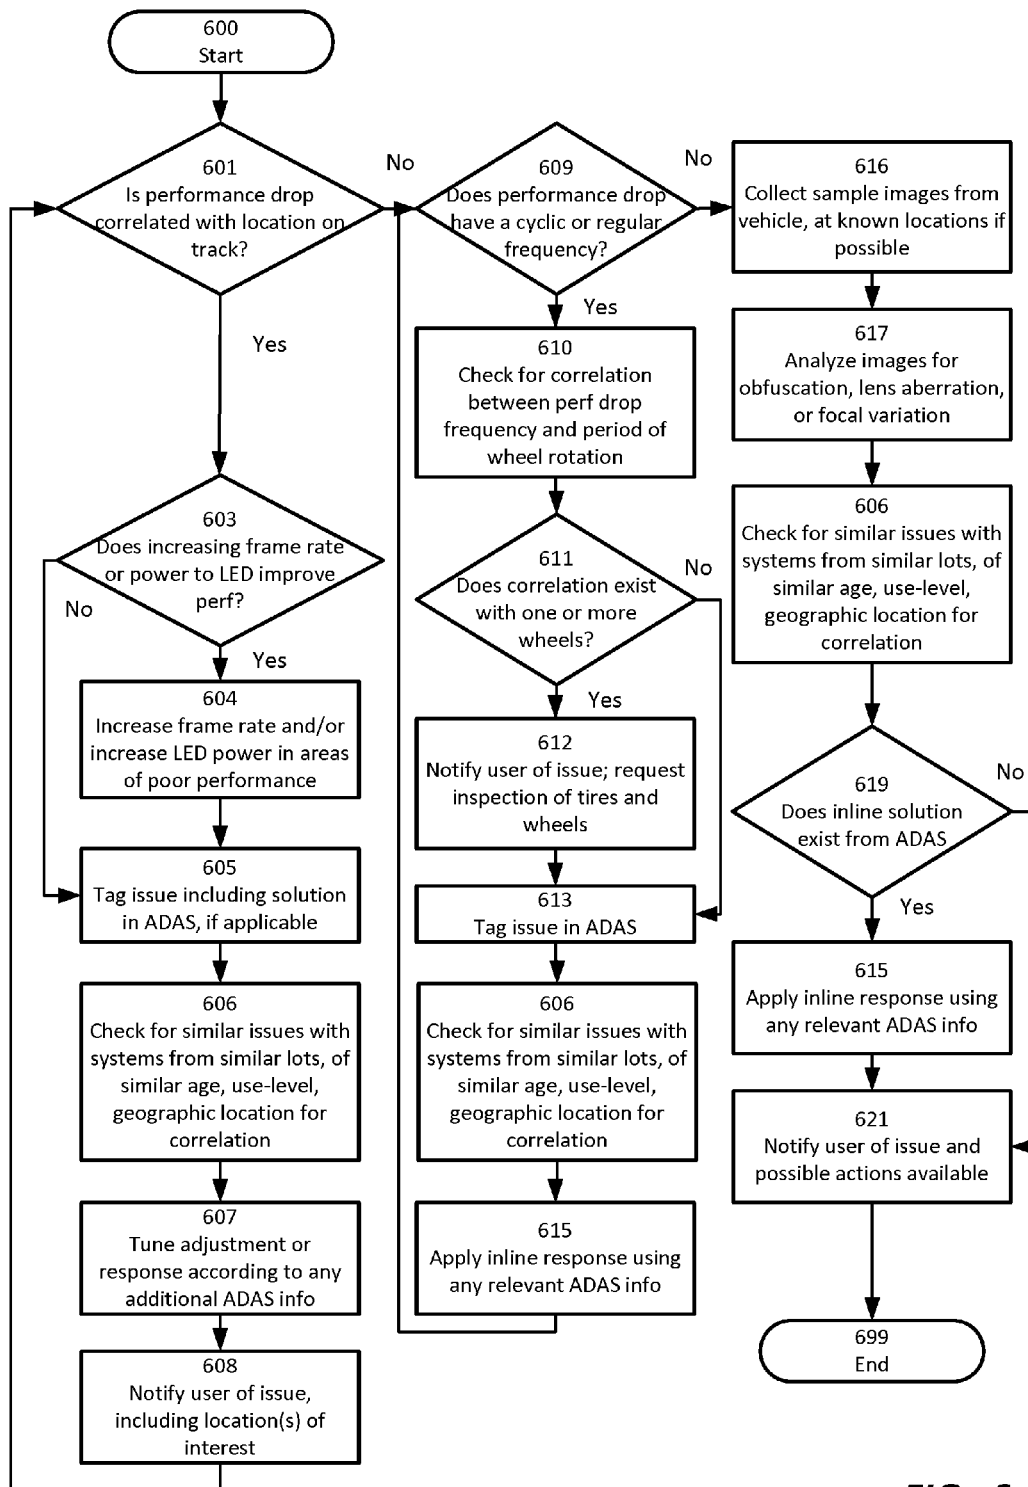 600
Start
601
Is performance drop
correlated with location on
track?
No
Yes
603
Does increasing frame rate
or power to LED improve
perf?
No
Yes
604
Increase frame rate and/or
increase LED power in areas
of poor performance
605
Tag issue including solution
in ADAS, if applicable
606
Check for similar issues with
systems from similar lots, of
similar age, use-level,
geographic location for
correlation
607
Tune adjustment or
response according to any
additional ADAS info
608
Notify user of issue,
including location(s) of
interest
609
Does performance drop
have a cyclic or regular
frequency?
No
Yes
610
Check for correlation
between perf drop
frequency and period of
wheel rotation
611
Does correlation exist
with one or more
wheels?
No
Yes
612
Notify user of issue; request
inspection of tires and
wheels
613
Tag issue in ADAS
606
Check for similar issues with
systems from similar lots, of
similar age, use-level,
geographic location for
correlation
615
Apply inline response using
any relevant ADAS info
616
Collect sample images from
vehicle, at known locations if
possible
617
Analyze images for
obfuscation, lens aberration,
or focal variation
606
Check for similar issues with
systems from similar lots, of
similar age, use-level,
geographic location for
correlation
619
Does inline solution
exist from ADAS
No
Yes
615
Apply inline response using
any relevant ADAS info
621
Notify user of issue and
possible actions available
699
End